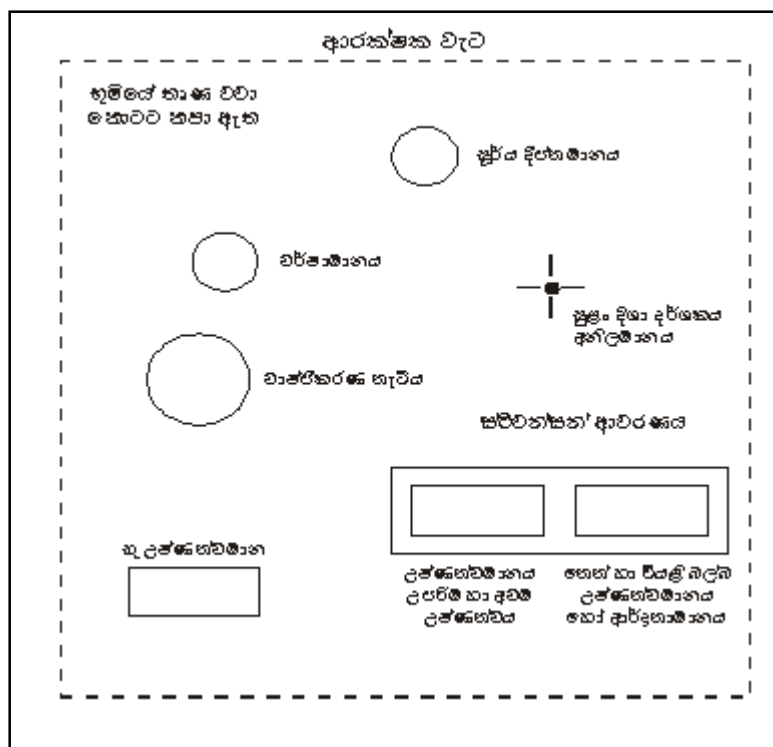 ආරක්ෂක වැට
භූමියේ තෘණ වවා
කොටට කපා ඇත
සූර්ය දීප්තමානය
වර්ෂාමානය
සුළං දිශා දර්ශකය
අනිලමානය
වාෂ්පීකරණ තැටිය
ස්ටීවන්සන් ආවරණය
භූ උෂ්ණත්වමාන
උෂ්ණත්වමානය
උපරිම හා අවම
උෂ්ණත්වය
තෙත් හා වියළි බල්බ
උෂ්ණත්වමානය
හෝ ආර්ද්‍රතාමානය